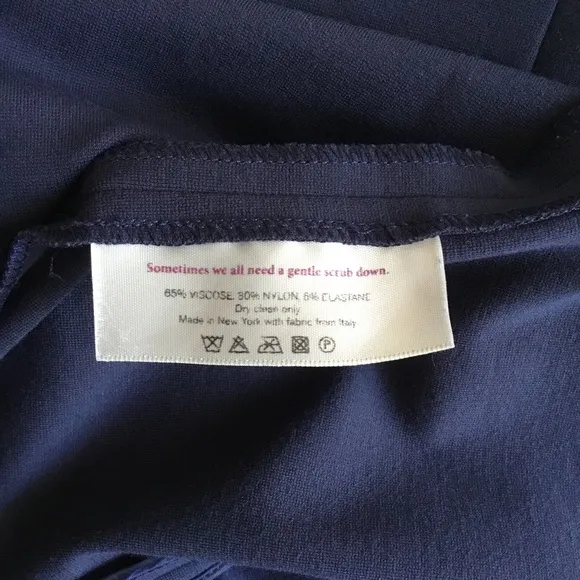 Sometimes we all need a gentle scrub down.
65% VISCOSE, 30% NYLON, 5% ELASTANE
Dry clean only
Made in New York with fabric from Italy
P